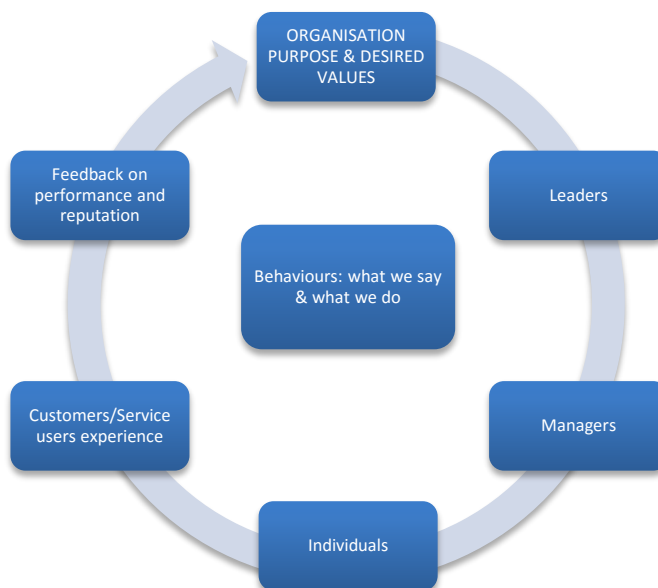 ORGANISATION
PURPOSE & DESIRED
VALUES
Feedback on
performance and
reputation
Leaders
Behaviours: what we say
& what we do
Customers/Service
users experience
Managers
Individuals